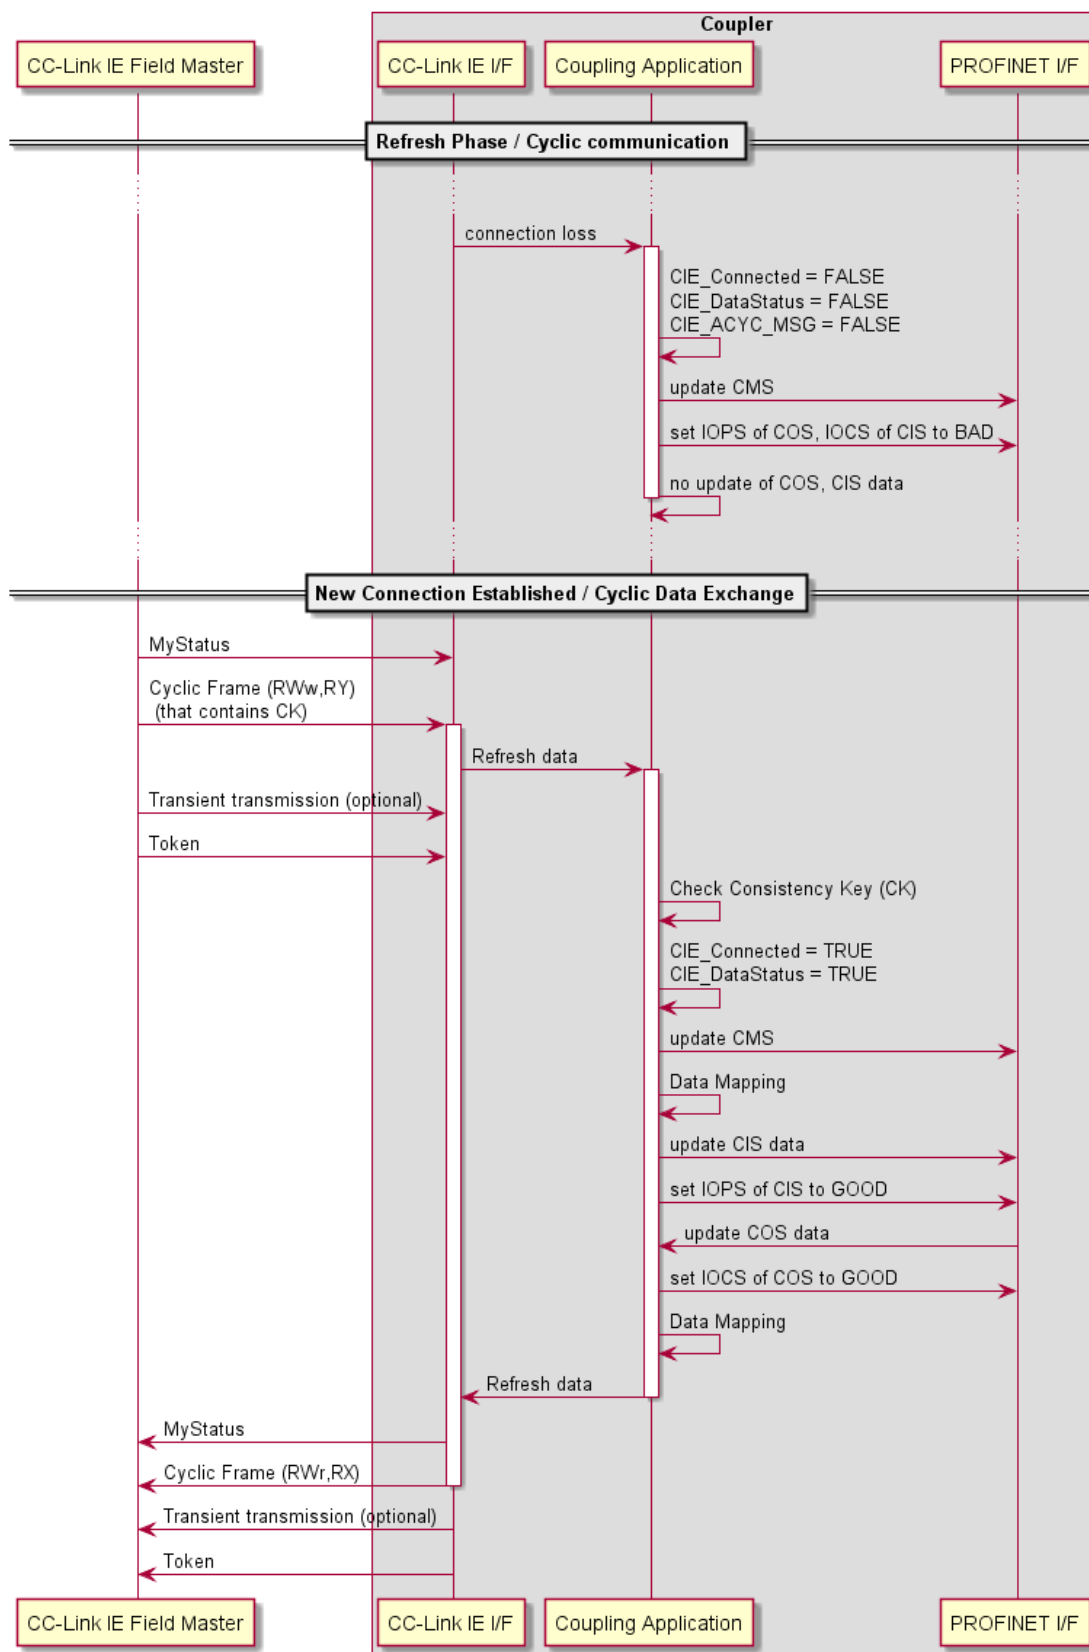 Coupler
CC-Link IE Field Master
CC-Link IE I/F
Coupling Application
PROFINET I/F
Refresh Phase / Cyclic communication
connection loss
CIE_Connected = FALSE
CIE_DataStatus = FALSE
CIE_ACYC_MSG = FALSE
update CMS
set IOPS of COS, IOCS of CIS to BAD
no update of COS, CIS data
New Connection Established / Cyclic Data Exchange
MyStatus
Cyclic Frame (RWw,RY)
(that contains CK)
Refresh data
Transient transmission (optional)
Token
Check Consistency Key (CK)
CIE_Connected = TRUE
CIE_DataStatus = TRUE
update CMS
Data Mapping
update CIS data
set IOPS of CIS to GOOD
update COS data
set IOCS of COS to GOOD
Data Mapping
Refresh data
MyStatus
Cyclic Frame (RWr,RX)
Transient transmission (optional)
Token
CC-Link IE Field Master
CC-Link IE I/F
Coupling Application
PROFINET I/F